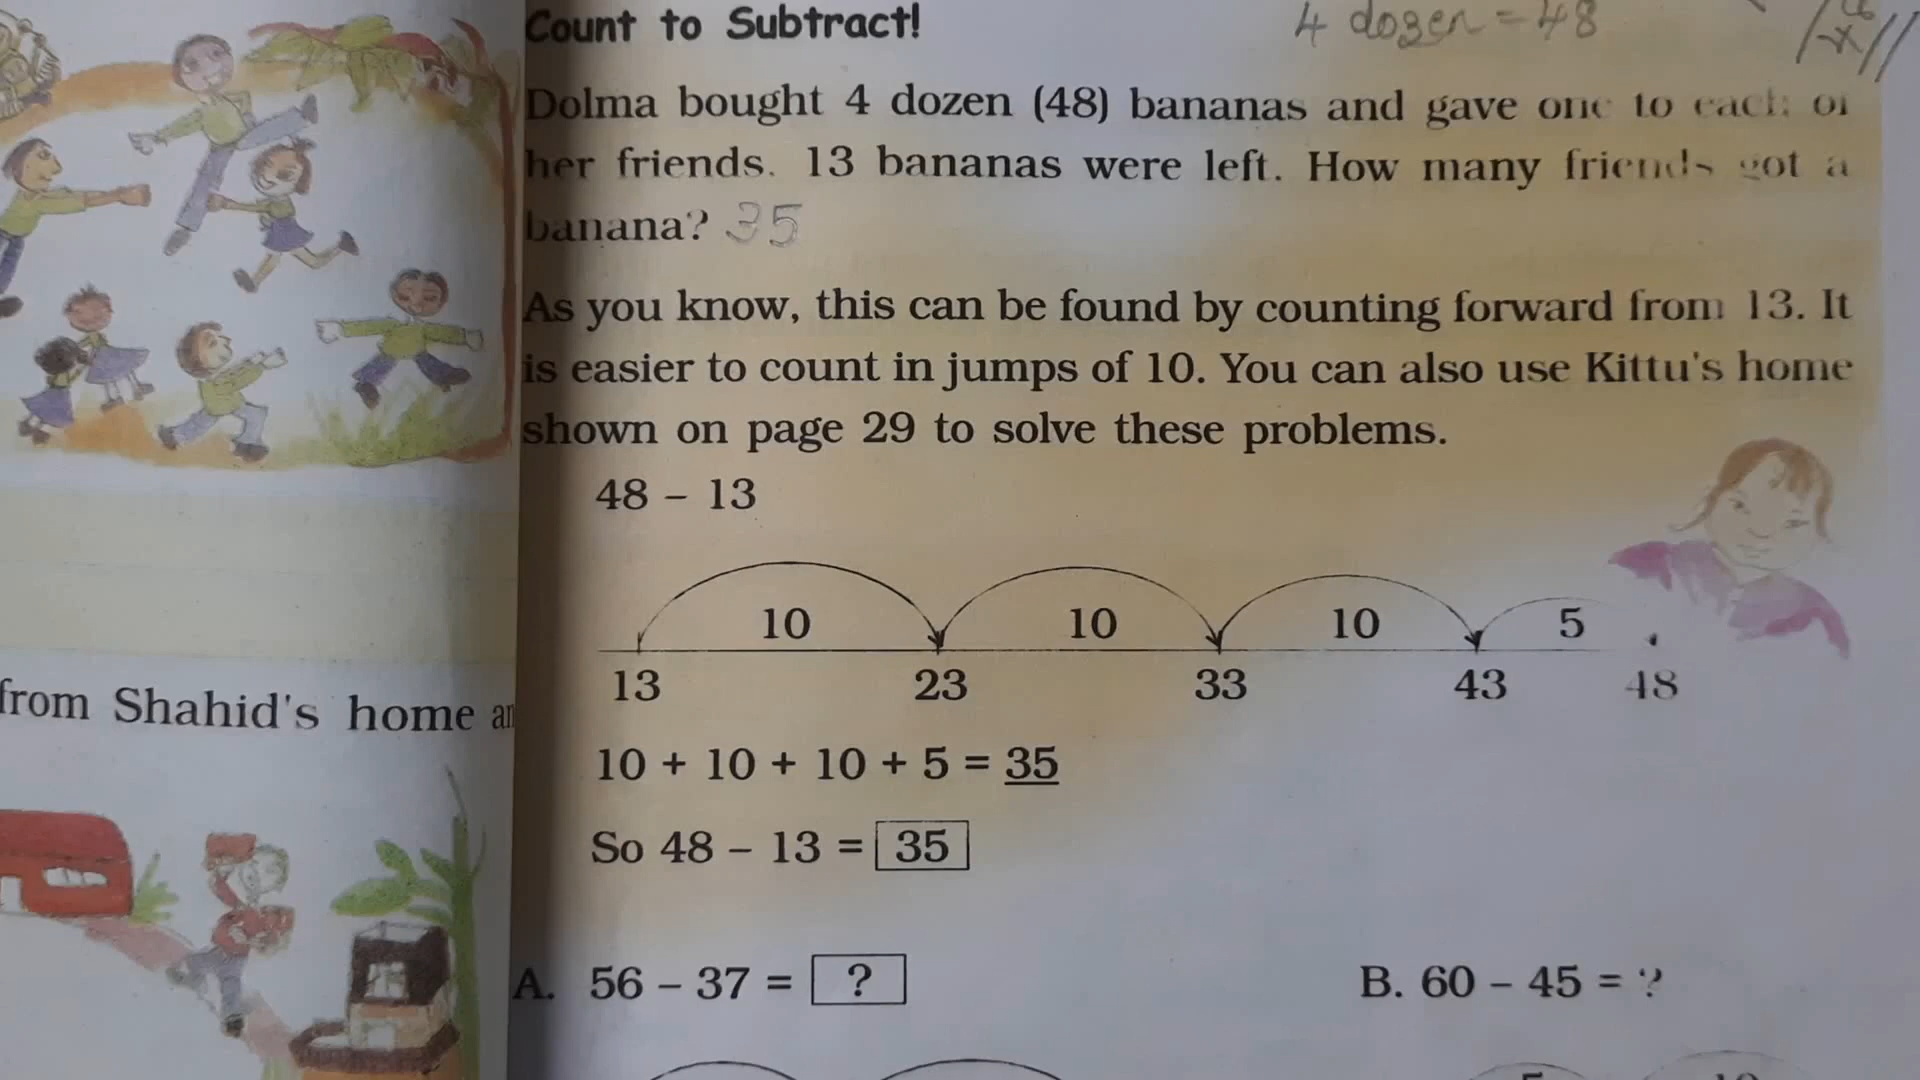 from Shahid's home
Count to Subtract!
4 dozen = 48
Dolma bought 4 dozen (48) bananas and gave one to each of
her friends. 13 bananas were left. How many friends got a
banana? 35
As you know, this can be found by counting forward from 13. It
is easier to count in jumps of 10. You can also use Kittu's home
shown on page 29 to solve these problems.
48 – 13
10 10 10 5
13 23 33 43 48
10 + 10 + 10 + 5 = 35
So 48 – 13 = 35
A. 56 – 37 = ? B. 60 – 45 = ?